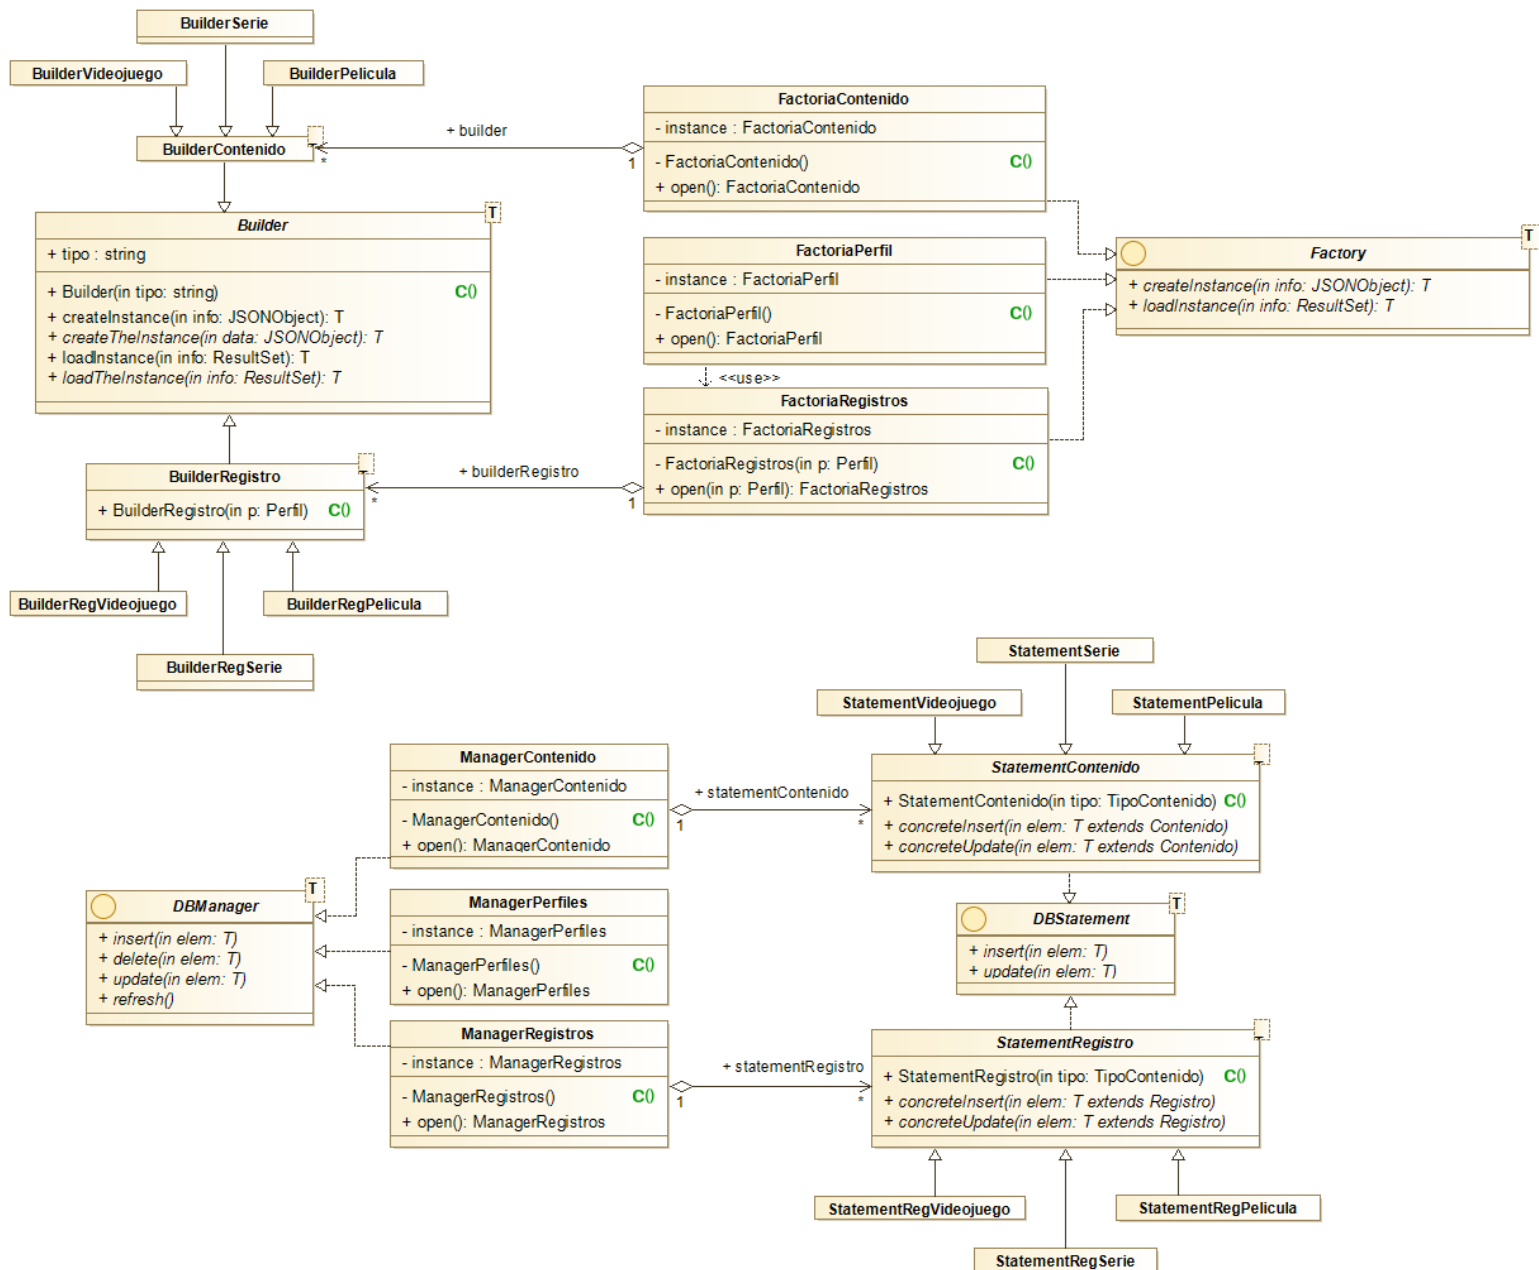 BuilderSerie
BuilderVideojuego
BuilderPelicula
BuilderContenido
+ builder
*
1
FactoriaContenido
- instance : FactoriaContenido
- FactoriaContenido() C()
+ open(): FactoriaContenido
Builder
T
+ tipo : string
+ Builder(in tipo: string) C()
+ createInstance(in info: JSONObject): T
+ createTheInstance(in data: JSONObject): T
+ loadInstance(in info: ResultSet): T
+ loadTheInstance(in info: ResultSet): T
FactoriaPerfil
- instance : FactoriaPerfil
- FactoriaPerfil() C()
+ open(): FactoriaPerfil
<<use>>
Factory
T
+ createInstance(in info: JSONObject): T
+ loadInstance(in info: ResultSet): T
FactoriaRegistros
- instance : FactoriaRegistros
- FactoriaRegistros(in p: Perfil) C()
+ open(in p: Perfil): FactoriaRegistros
+ builderRegistro
*
1
BuilderRegistro
+ BuilderRegistro(in p: Perfil) C()
BuilderRegVideojuego
BuilderRegPelicula
BuilderRegSerie
StatementSerie
StatementVideojuego
StatementPelicula
ManagerContenido
- instance : ManagerContenido
- ManagerContenido() C()
+ open(): ManagerContenido
+ statementContenido
1
*
StatementContenido
+ StatementContenido(in tipo: TipoContenido) C()
+ concreteInsert(in elem: T extends Contenido)
+ concreteUpdate(in elem: T extends Contenido)
DBManager
T
+ insert(in elem: T)
+ delete(in elem: T)
+ update(in elem: T)
+ refresh()
ManagerPerfiles
- instance : ManagerPerfiles
- ManagerPerfiles() C()
+ open(): ManagerPerfiles
DBStatement
T
+ insert(in elem: T)
+ update(in elem: T)
ManagerRegistros
- instance : ManagerRegistros
- ManagerRegistros() C()
+ open(): ManagerRegistros
+ statementRegistro
1
*
StatementRegistro
+ StatementRegistro(in tipo: TipoContenido) C()
+ concreteInsert(in elem: T extends Registro)
+ concreteUpdate(in elem: T extends Registro)
StatementRegVideojuego
StatementRegPelicula
StatementRegSerie